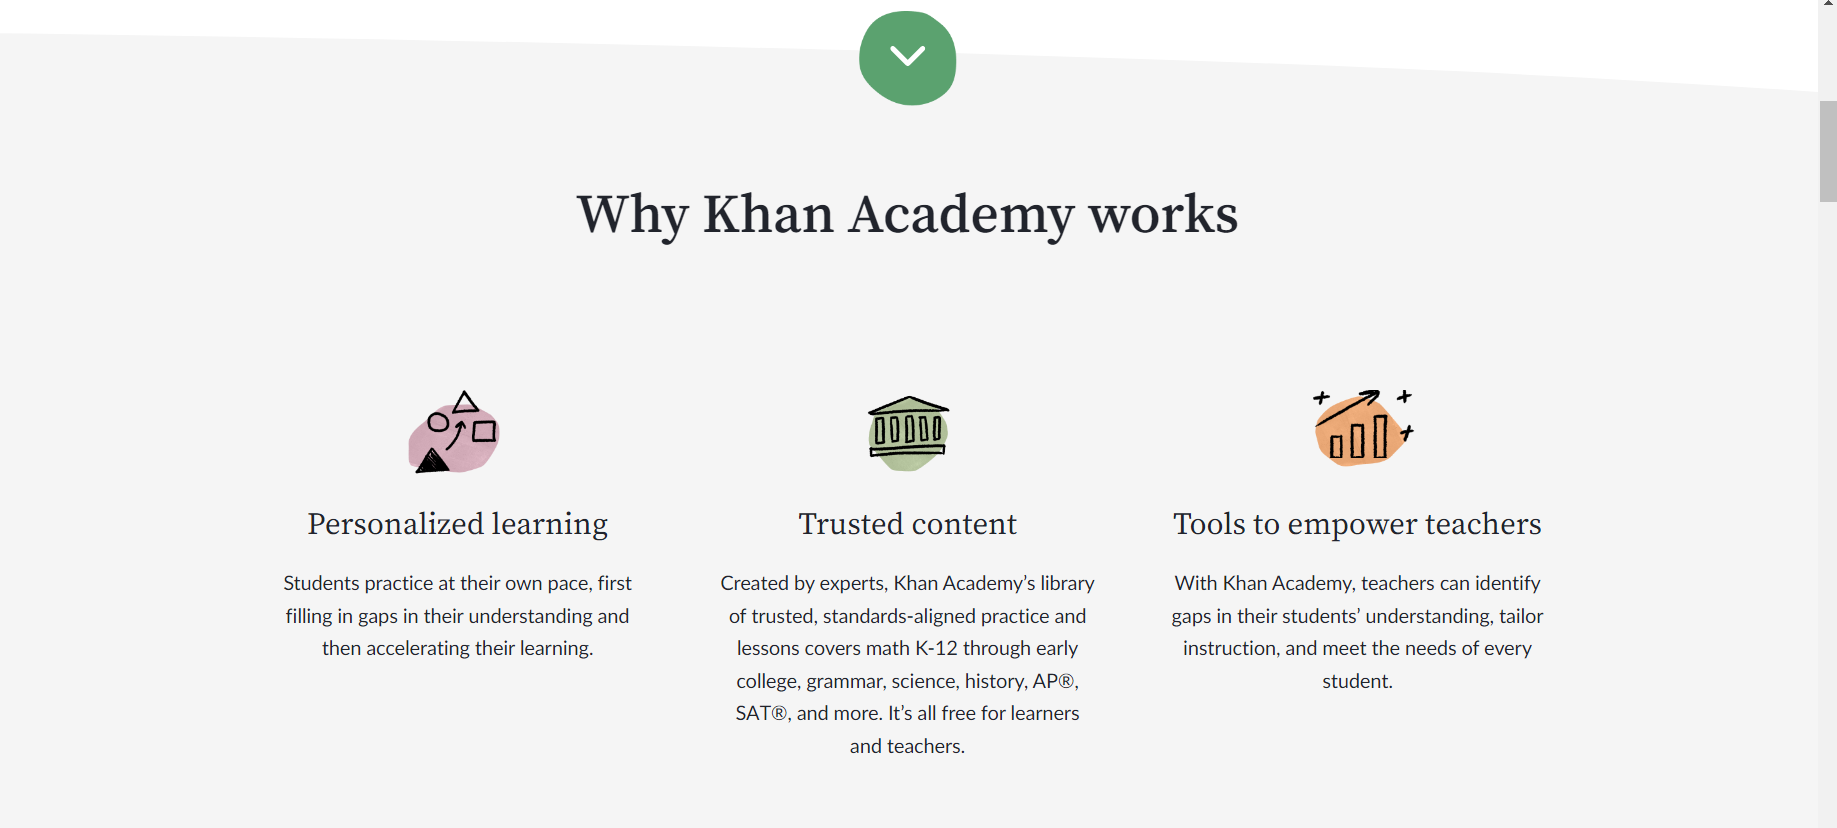 Why Khan Academy works
Personalized learning
Students practice at their own pace, first
filling in gaps in their understanding and
then accelerating their learning.
Trusted content
Created by experts, Khan Academy’s library
of trusted, standards-aligned practice and
lessons covers math K-12 through early
college, grammar, science, history, AP®,
SAT®, and more. It’s all free for learners
and teachers.
Tools to empower teachers
With Khan Academy, teachers can identify
gaps in their students’ understanding, tailor
instruction, and meet the needs of every
student.